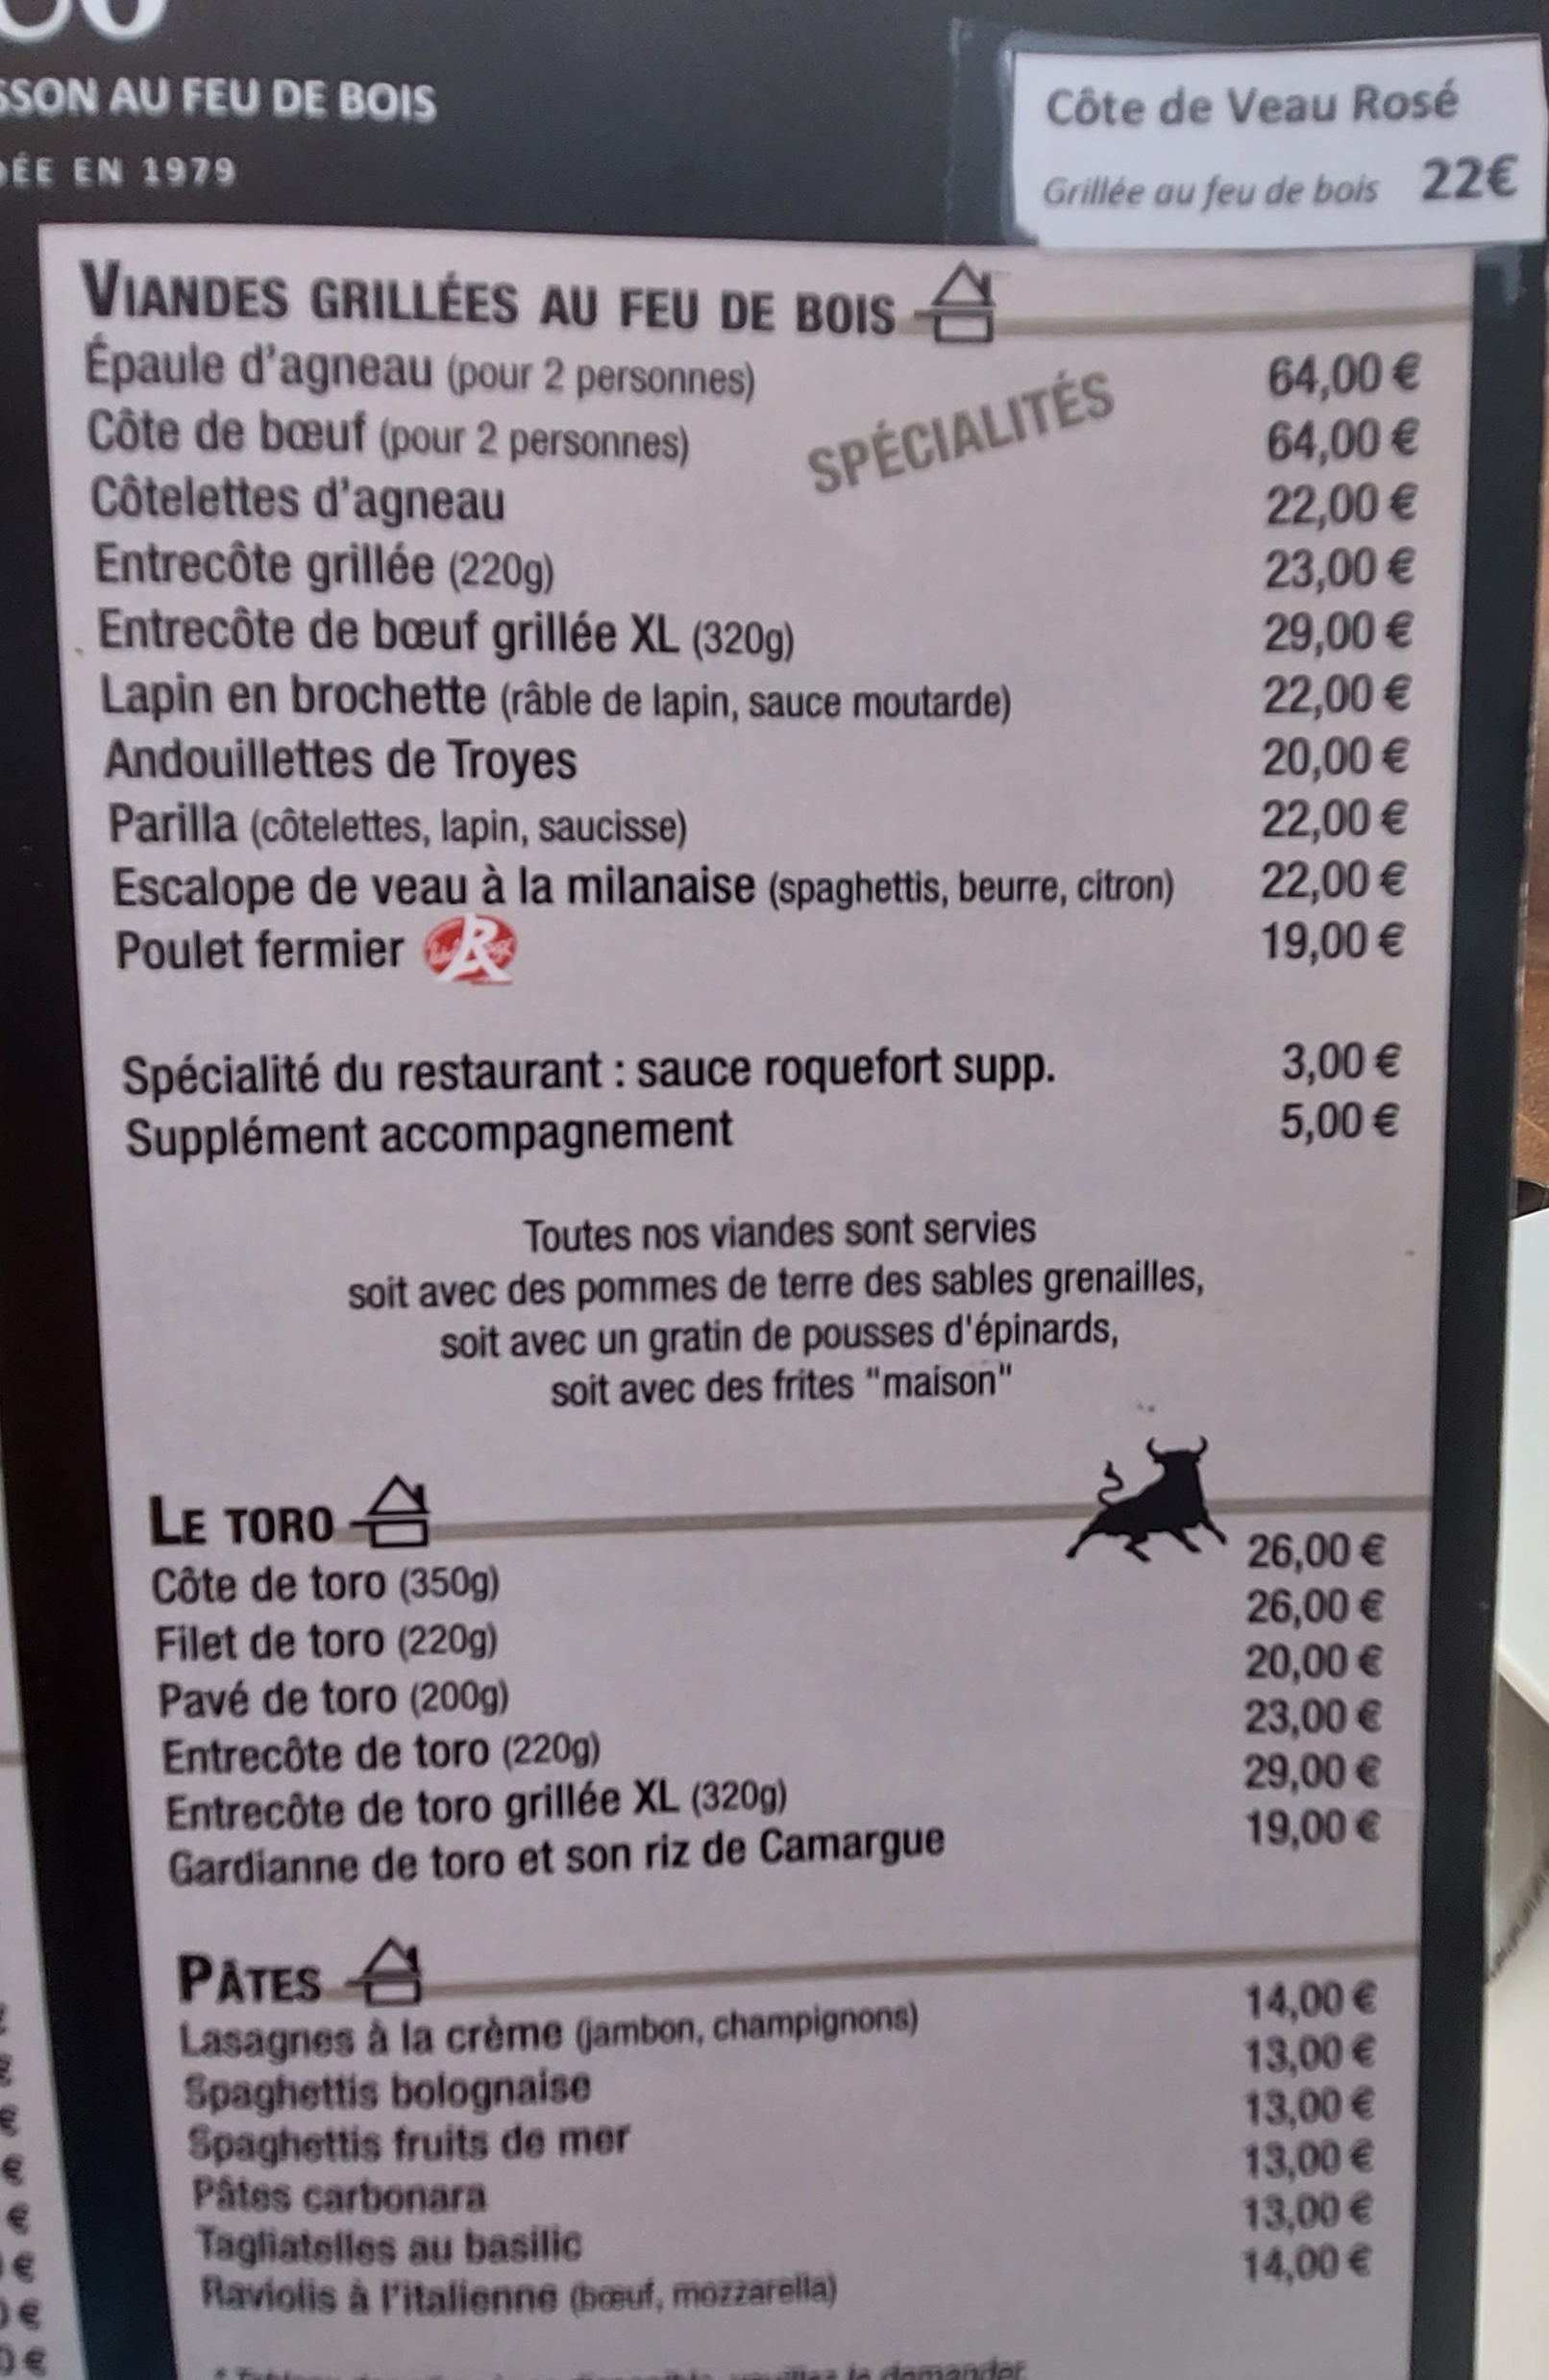 SSON AU FEU DE BOIS
ÉE EN 1979
Côte de Veau Rosé
Grillée au feu de bois 22€
VIANDES GRILLÉES AU FEU DE BOIS
SPÉCIALITÉS
Épaule d'agneau (pour 2 personnes) 64,00 €
Côte de bœuf (pour 2 personnes) 64,00 €
Côtelettes d'agneau 22,00 €
Entrecôte grillée (220g) 23,00 €
Entrecôte de bœuf grillée XL (320g) 29,00 €
Lapin en brochette (râble de lapin, sauce moutarde) 22,00 €
Andouillettes de Troyes 20,00 €
Parilla (côtelettes, lapin, saucisse) 22,00 €
Escalope de veau à la milanaise (spaghettis, beurre, citron) 22,00 €
Poulet fermier Label Rouge 19,00 €
Spécialité du restaurant : sauce roquefort supp. 3,00 €
Supplément accompagnement 5,00 €
Toutes nos viandes sont servies
soit avec des pommes de terre des sables grenailles,
soit avec un gratin de pousses d'épinards,
soit avec des frites "maison"
LE TORO
Côte de toro (350g) 26,00 €
Filet de toro (220g) 26,00 €
Pavé de toro (200g) 20,00 €
Entrecôte de toro (220g) 23,00 €
Entrecôte de toro grillée XL (320g) 29,00 €
Gardianne de toro et son riz de Camargue 19,00 €
PÂTES
Lasagnes à la crème (jambon, champignons) 14,00 €
Spaghettis bolognaise 13,00 €
Spaghettis fruits de mer 13,00 €
Pâtes carbonara 13,00 €
Tagliatelles au basilic 13,00 €
Raviolis à l'italienne (bœuf, mozzarella) 14,00 €
le demander